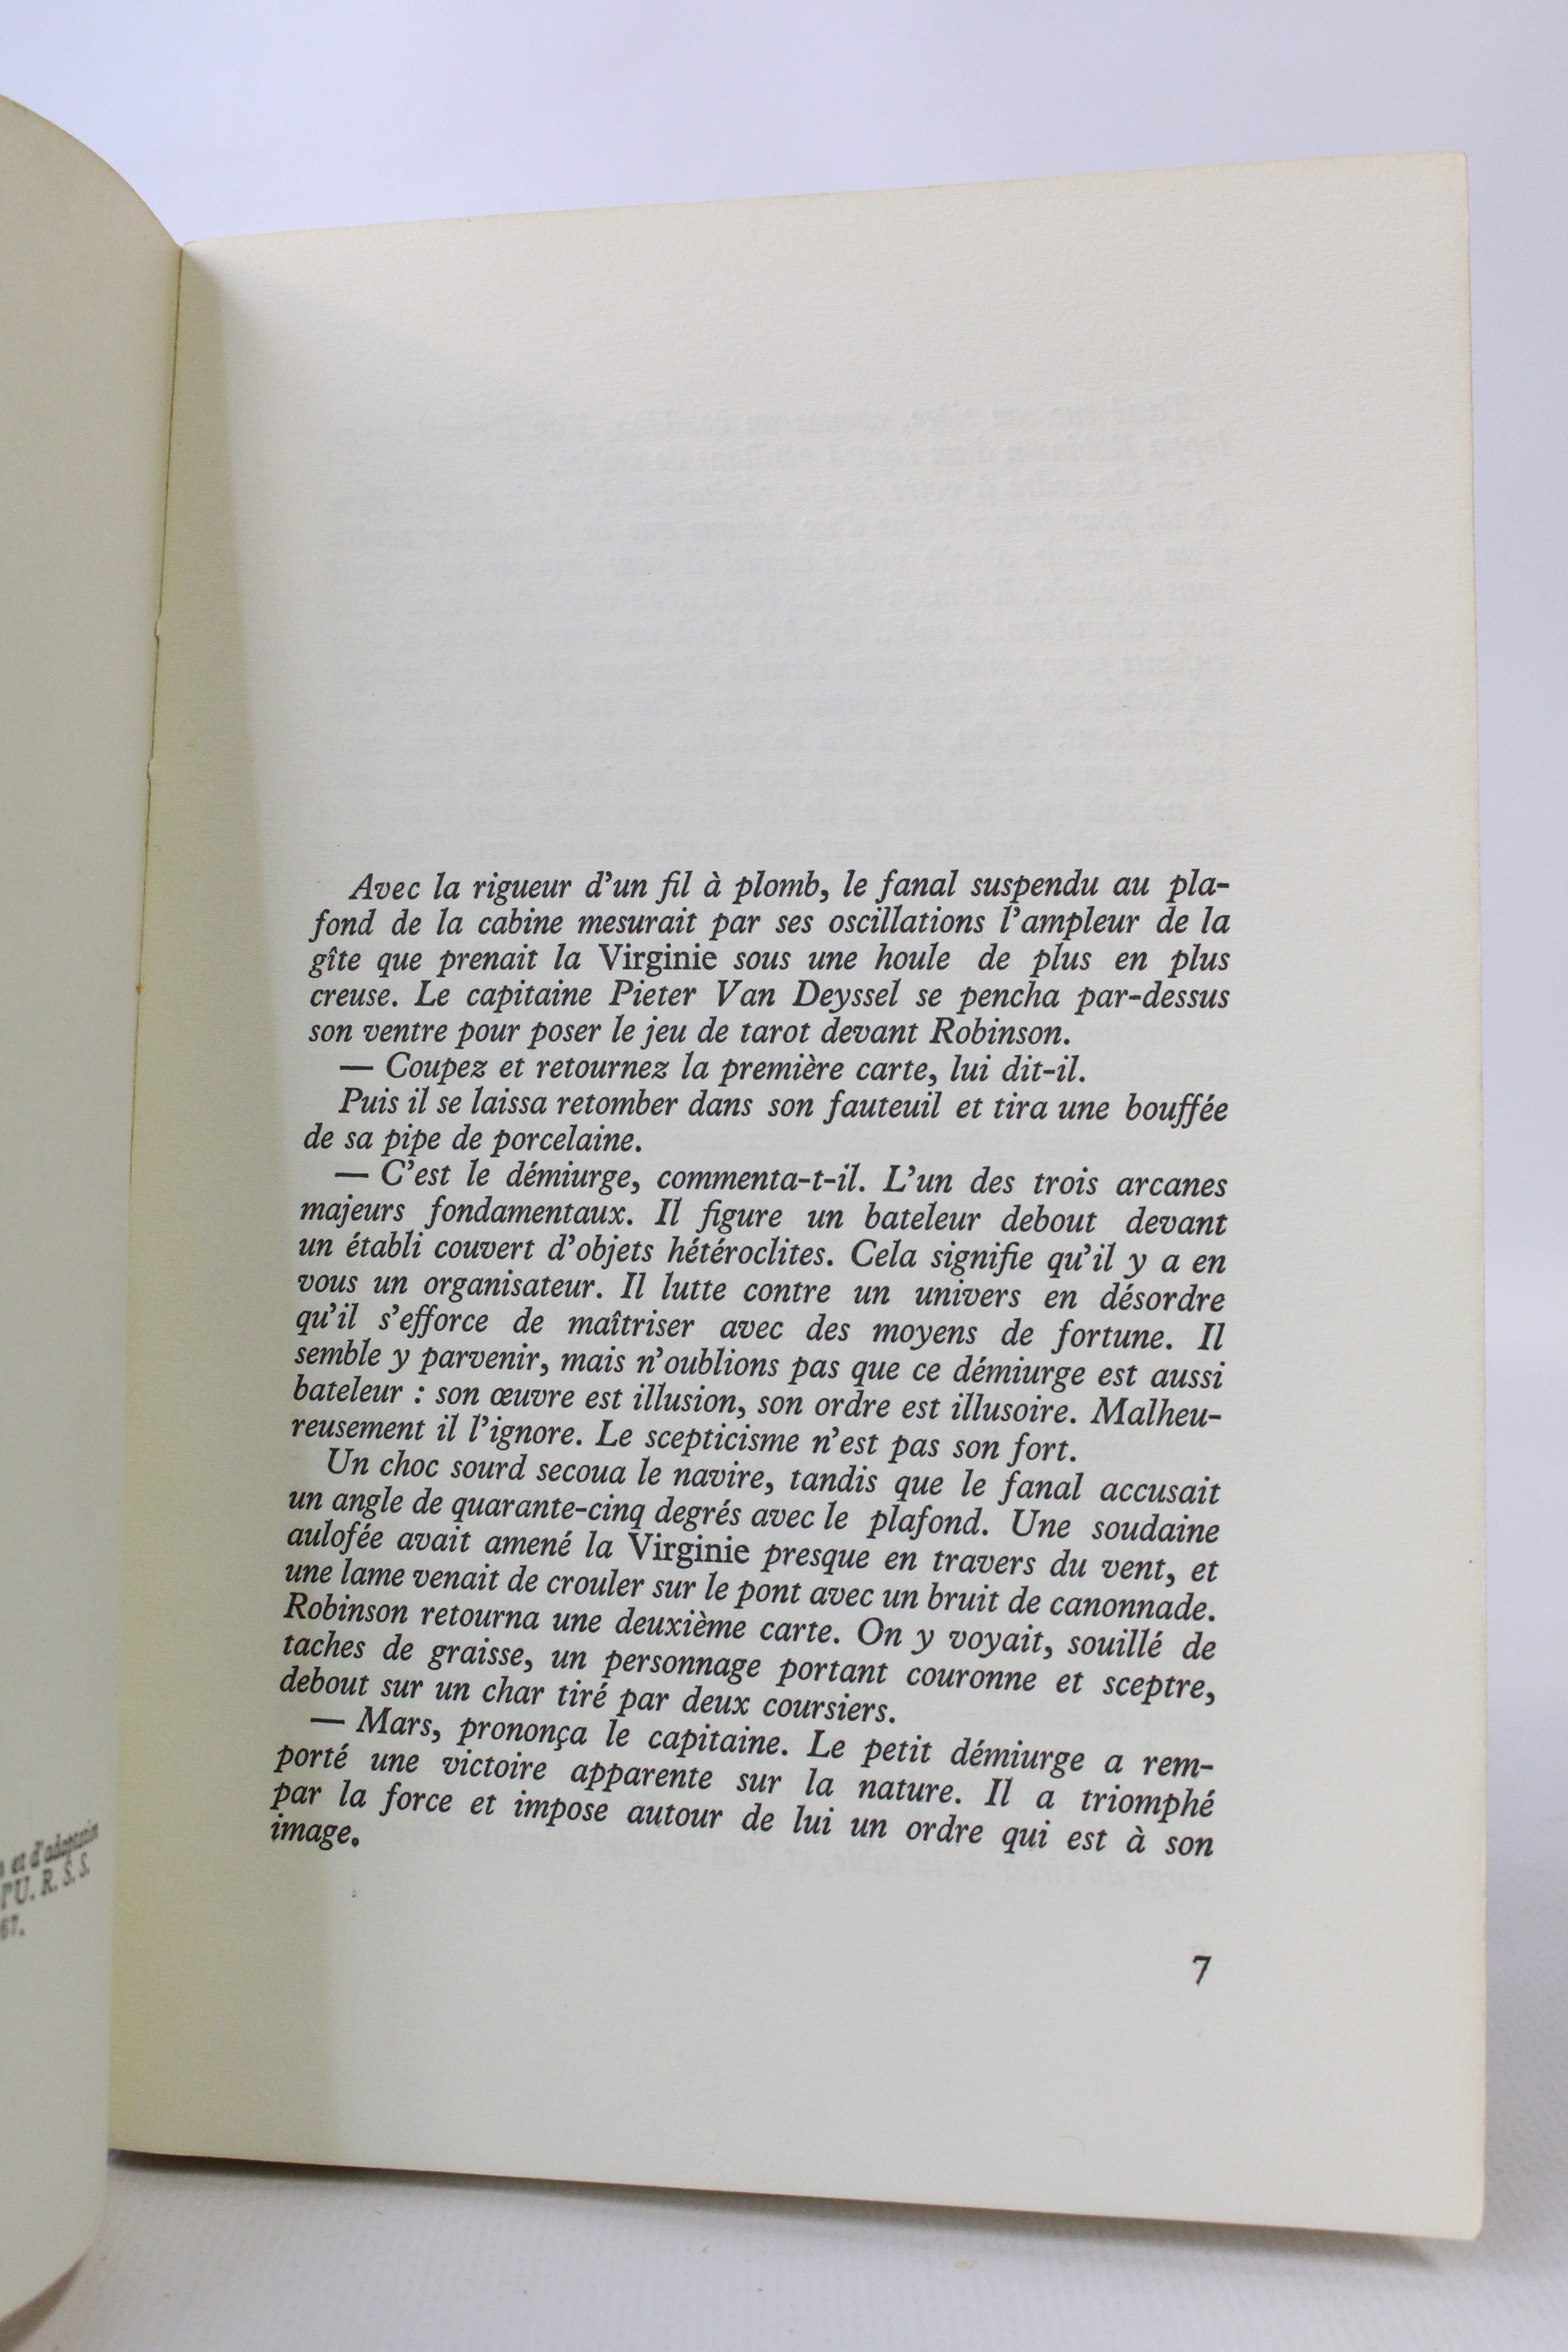 Avec la rigueur d'un fil à plomb, le fanal suspendu au pla-
fond de la cabine mesurait par ses oscillations l'ampleur de la
gîte que prenait la Virginie sous une houle de plus en plus
creuse. Le capitaine Pieter Van Deyssel se pencha par-dessus
son ventre pour poser le jeu de tarot devant Robinson.
— Coupez et retournez la première carte, lui dit-il.
Puis il se laissa retomber dans son fauteuil et tira une bouffée
de sa pipe de porcelaine.
— C'est le démiurge, commenta-t-il. L'un des trois arcanes
majeurs fondamentaux. Il figure un bateleur debout devant
un établi couvert d'objets hétéroclites. Cela signifie qu'il y a en
vous un organisateur. Il lutte contre un univers en désordre
qu'il s'efforce de maîtriser avec des moyens de fortune. Il
semble y parvenir, mais n'oublions pas que ce démiurge est aussi
bateleur : son œuvre est illusion, son ordre est illusoire. Malheu-
reusement il l'ignore. Le scepticisme n'est pas son fort.
Un choc sourd secoua le navire, tandis que le fanal accusait
un angle de quarante-cinq degrés avec le plafond. Une soudaine
aulofée avait amené la Virginie presque en travers du vent, et
une lame venait de crouler sur le pont avec un bruit de canonnade.
Robinson retourna une deuxième carte. On y voyait, souillé de
taches de graisse, un personnage portant couronne et sceptre,
debout sur un char tiré par deux coursiers.
— Mars, prononça le capitaine. Le petit démiurge a rem-
porté une victoire apparente sur la nature. Il a triomphé
par la force et impose autour de lui un ordre qui est à son
image.
7
et d'adaptation
l'U. R. S. S.
67.